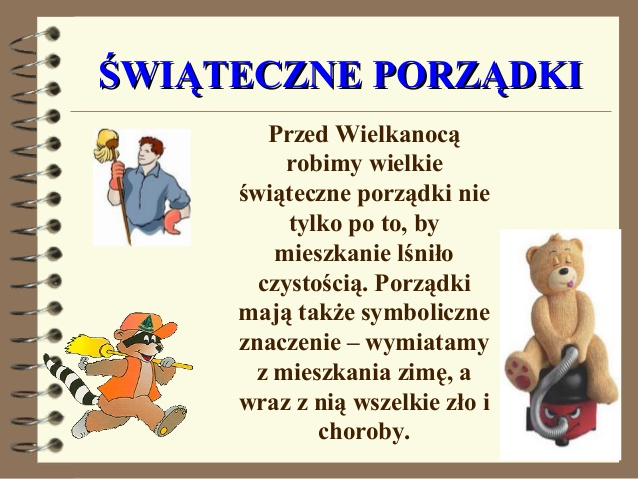 ŚWIĄTECZNE PORZĄDKI
Przed Wielkanocą
robimy wielkie
świąteczne porządki nie
tylko po to, by
mieszkanie lśniło
czystością. Porządki
mają także symboliczne
znaczenie – wymiatamy
z mieszkania zimę, a
wraz z nią wszelkie zło i
choroby.